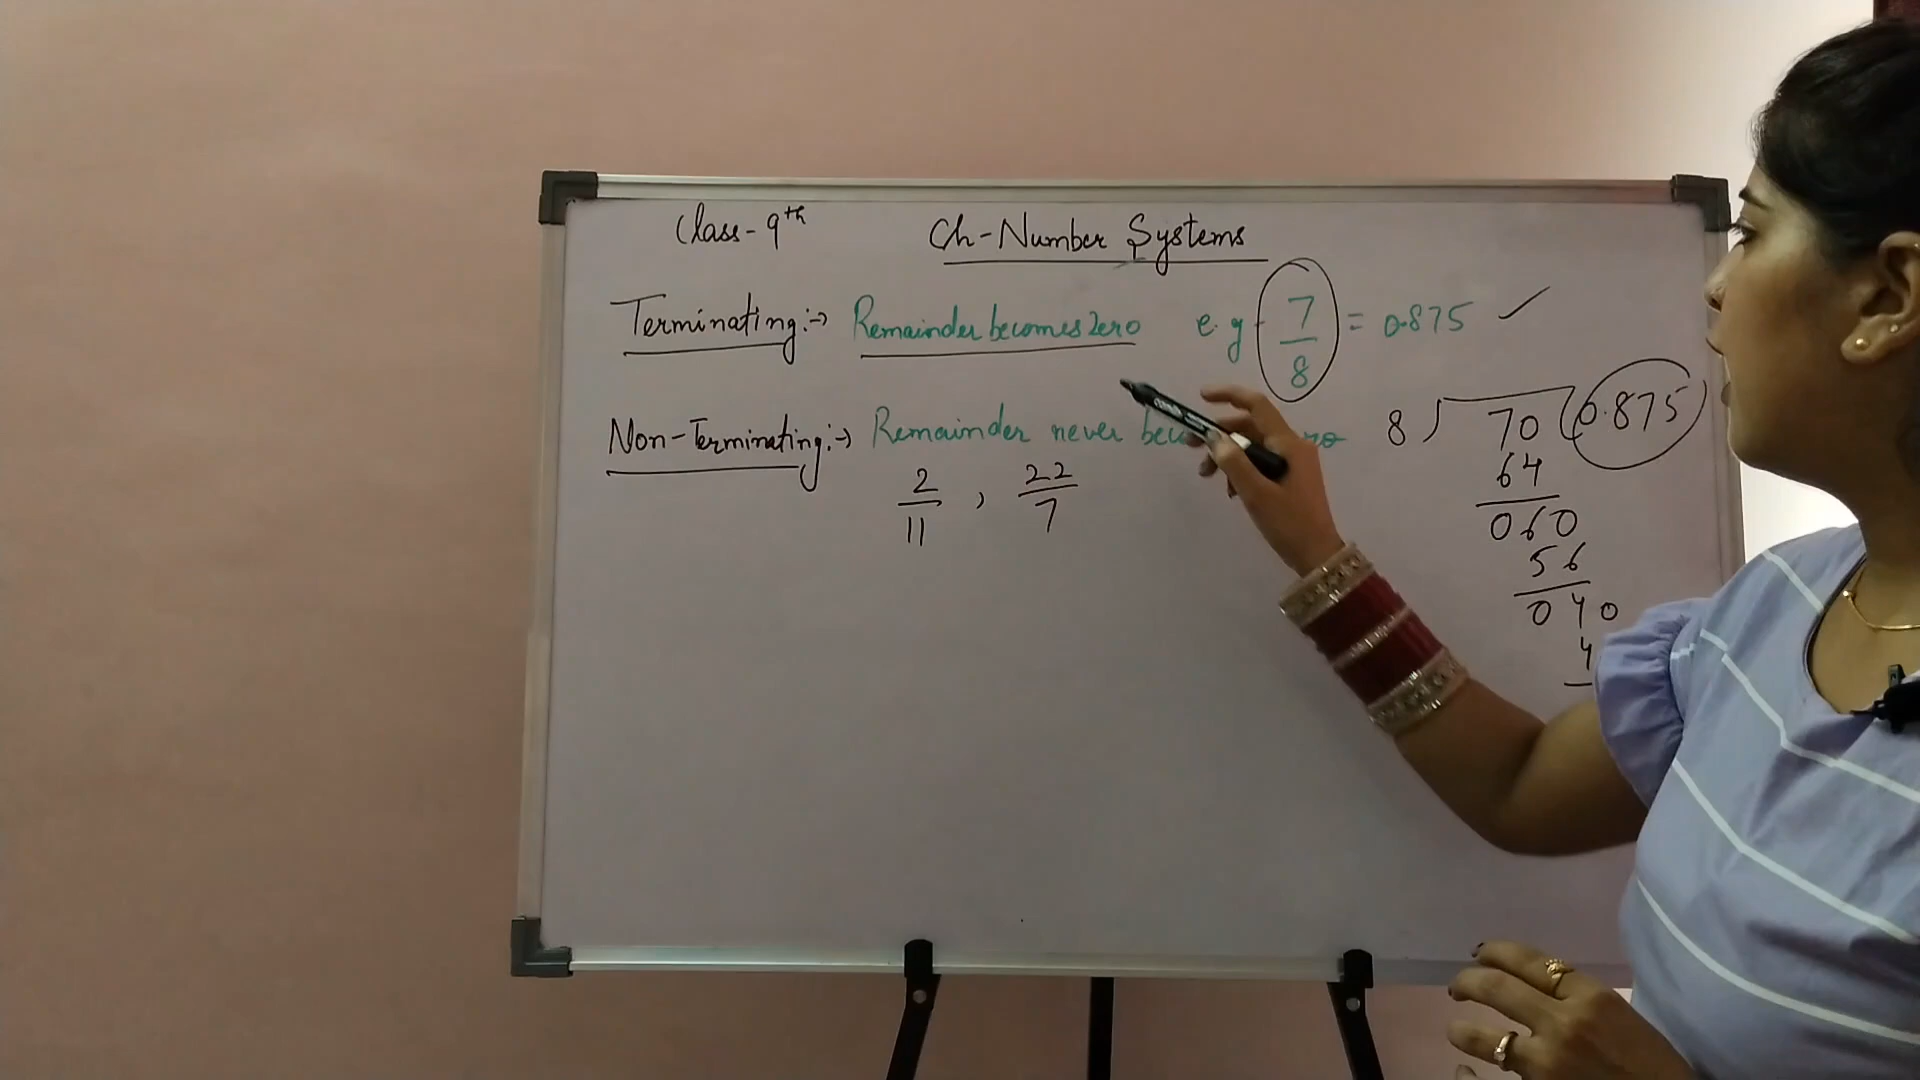 Class-9th Ch-Number Systems
Terminating:→ Remainder becomes Zero e.g- 7/8 = 0.875 ✓
Non-Terminating:→ Remainder never
2/11 , 22/7
8 ) 70 ( 0.875
64
060
56
040
4